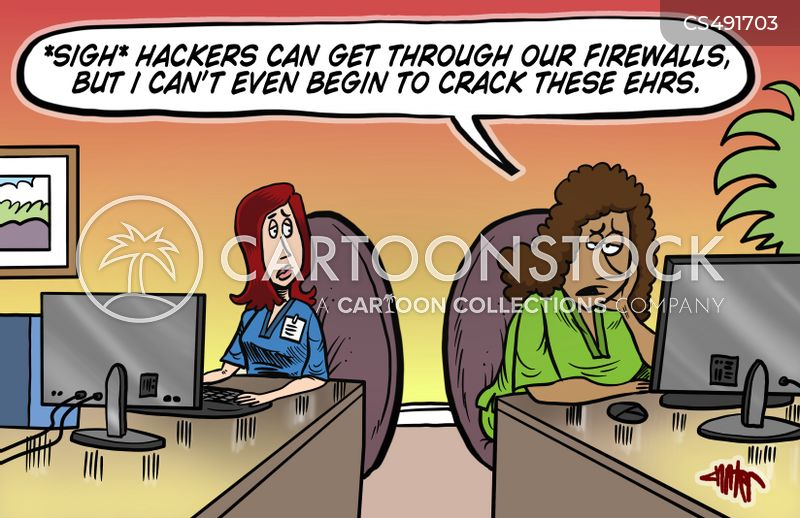 CS491703
*SIGH* HACKERS CAN GET THROUGH OUR FIREWALLS,
BUT I CAN'T EVEN BEGIN TO CRACK THESE EHRS.
CARTOONSTOCK
A CARTOON COLLECTIONS COMPANY